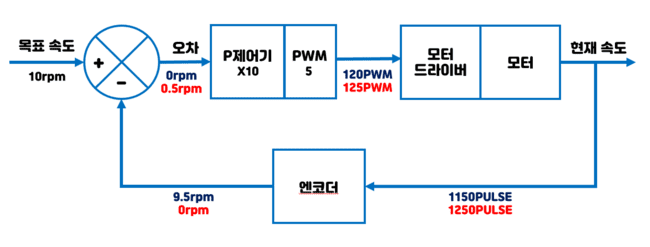 목표 속도
10rpm
+
-
오차
0rpm
0.5rpm
P제어기
X10
PWM
5
120PWM
125PWM
모터
드라이버
모터
현재 속도
엔코더
9.5rpm
0rpm
1150PULSE
1250PULSE